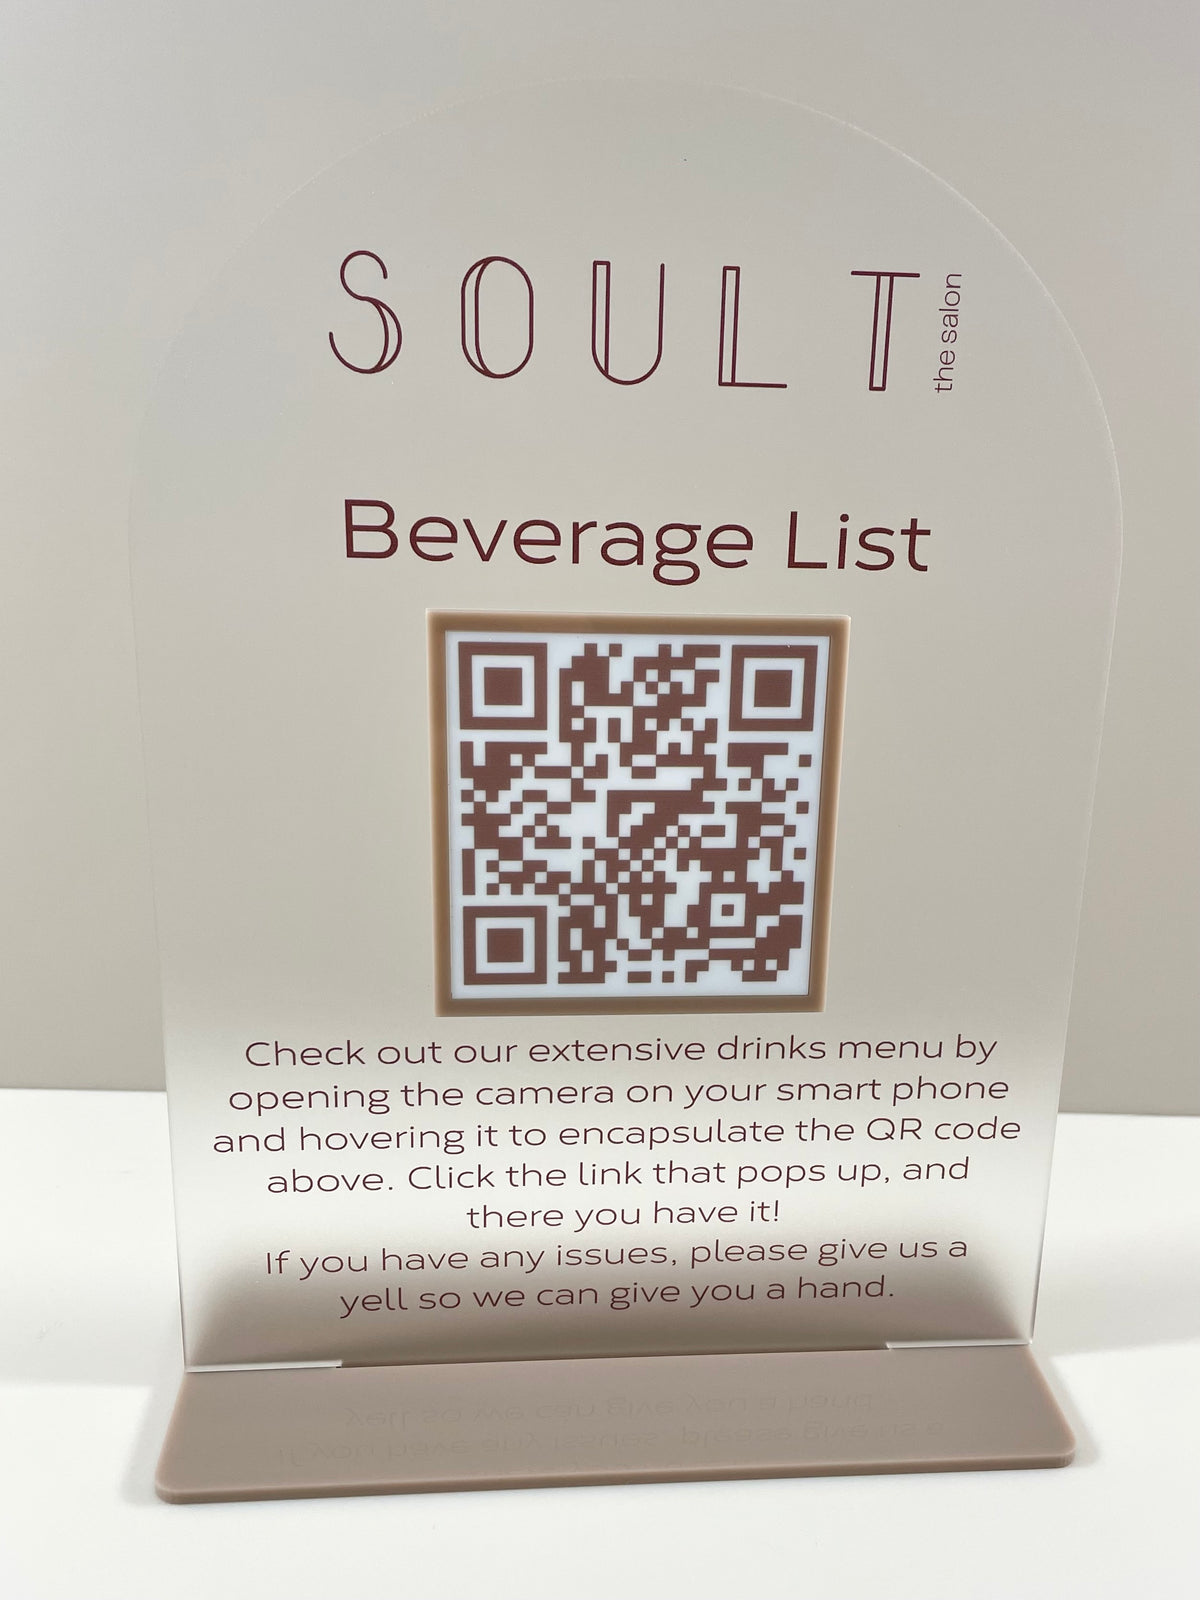 SOULT
the salon
Beverage List
Check out our extensive drinks menu by
opening the camera on your smart phone
and hovering it to encapsulate the QR code
above. Click the link that pops up, and
there you have it!
If you have any issues, please give us a
yell so we can give you a hand.